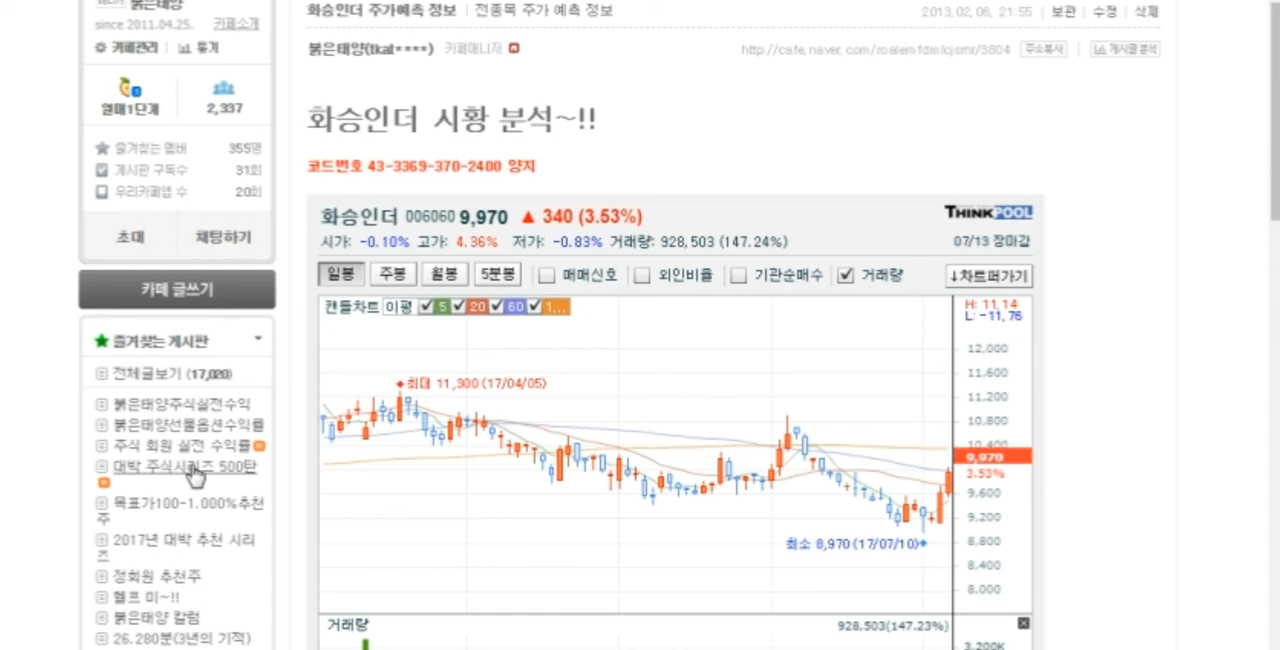 붉은태양
since 2011.04.25. 카페소개
카페관리 통계
열매1단계 2,337
즐겨찾는 멤버 355명
게시판 구독수 31회
우리카페앱 수 20회
초대 채팅하기
카페 글쓰기
즐겨찾는 게시판
전체글보기 (17,020)
붉은태양주식실전수익
붉은태양선물옵션수익률
주식 회원 실전 수익률
대박 주식시리즈 500탄
목표가100-1.000%추천
주
2017년 대박 추천 시리
즈
정회원 추천주
헬프 미~!!
붉은태양 칼럼
26.280분(3년의 기적)
화승인더 주가예측 정보 | 전종목 주가 예측 정보
2013.02.06. 21:55 | 보관 | 수정 | 삭제
붉은태양(tkat****) 카페매니저
http://cafe.naver.com/roalemfdmlcjsmr/3804 주소복사 | 게시글 분석
화승인더 시황 분석~!!
코드번호 43-3369-370-2400 양지
화승인더 006060 9,970 ▲ 340 (3.53%)
THINKPOOL
시가: -0.10% 고가: 4.36% 저가: -0.83% 거래량: 928,503 (147.24%)
07/13 장마감
일봉 주봉 월봉 5분봉 매매신호 외인비율 기관순매수 거래량 ↓차트퍼가기
캔들차트 이평 5 20 60 1...
H: 11,14
L: -11,76
12,000
11,600
11,200
10,800
10,400
9,970
3.53%
9,600
9,200
8,800
8,400
8,000
최대 11,300 (17/04/05)
최소 8,970 (17/07/10)
거래량 928,503(147.23%)
3,200K